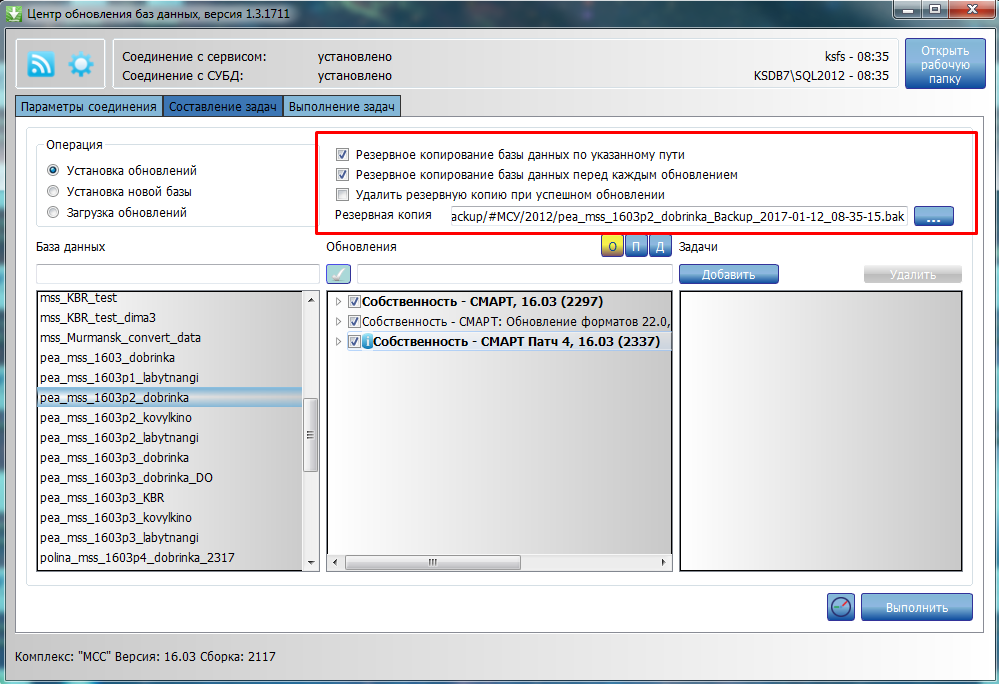 Центр обновления баз данных, версия 1.3.1711
Соединение с сервисом: установлено
ksfs - 08:35
Соединение с СУБД: установлено
KSDB7\SQL2012 - 08:35
Открыть
рабочую
папку
Параметры соединения
Составление задач
Выполнение задач
Операция
Установка обновлений
Установка новой базы
Загрузка обновлений
Резервное копирование базы данных по указанному пути
Резервное копирование базы данных перед каждым обновлением
Удалить резервную копию при успешном обновлении
Резервная копия
ackup/#МСУ/2012/pea_mss_1603p2_dobrinka_Backup_2017-01-12_08-35-15.bak
...
База данных
Обновления
О
П
Д
Задачи
Добавить
Удалить
mss_KBR_test
mss_KBR_test_dima3
mss_Murmansk_convert_data
pea_mss_1603_dobrinka
pea_mss_1603p1_labytnangi
pea_mss_1603p2_dobrinka
pea_mss_1603p2_kovylkino
pea_mss_1603p2_labytnangi
pea_mss_1603p3_dobrinka
pea_mss_1603p3_dobrinka_DO
pea_mss_1603p3_KBR
pea_mss_1603p3_kovylkino
pea_mss_1603p3_labytnangi
polina_mss_1603p4_dobrinka_2317
Собственность - СМАРТ, 16.03 (2297)
Собственность - СМАРТ: Обновление форматов 22.0,
Собственность - СМАРТ Патч 4, 16.03 (2337)
Выполнить
Комплекс: "МСС" Версия: 16.03 Сборка: 2117